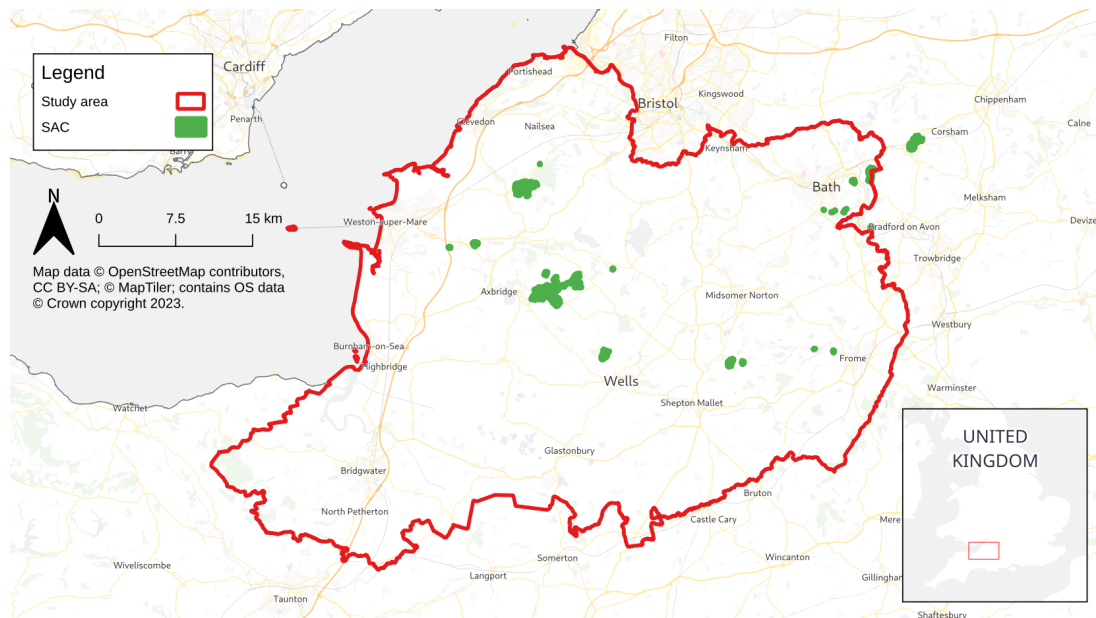 Filton
Cardiff
Legend
Study area
SAC
Portishead
Kingswood
Bristol
Chippenham
Penarth
Clevedon
Nailsea
Calne
Corsham
Barry
Keynsham
Bath
Melksham
N
0 7.5 15 km
Weston-super-Mare
Devize
Bradford on Avon
Trowbridge
Map data © OpenStreetMap contributors,
CC BY-SA; © MapTiler; contains OS data
© Crown copyright 2023.
Axbridge
Midsomer Norton
Westbury
Burnham-on-Sea
Highbridge
Frome
Wells
Warminster
Watchet
Shepton Mallet
UNITED
KINGDOM
Glastonbury
Bridgwater
Bruton
North Petherton
Castle Cary
Mere
Somerton
Wincanton
Wiveliscombe
Langport
Gillingha
Taunton
Shaftesbury